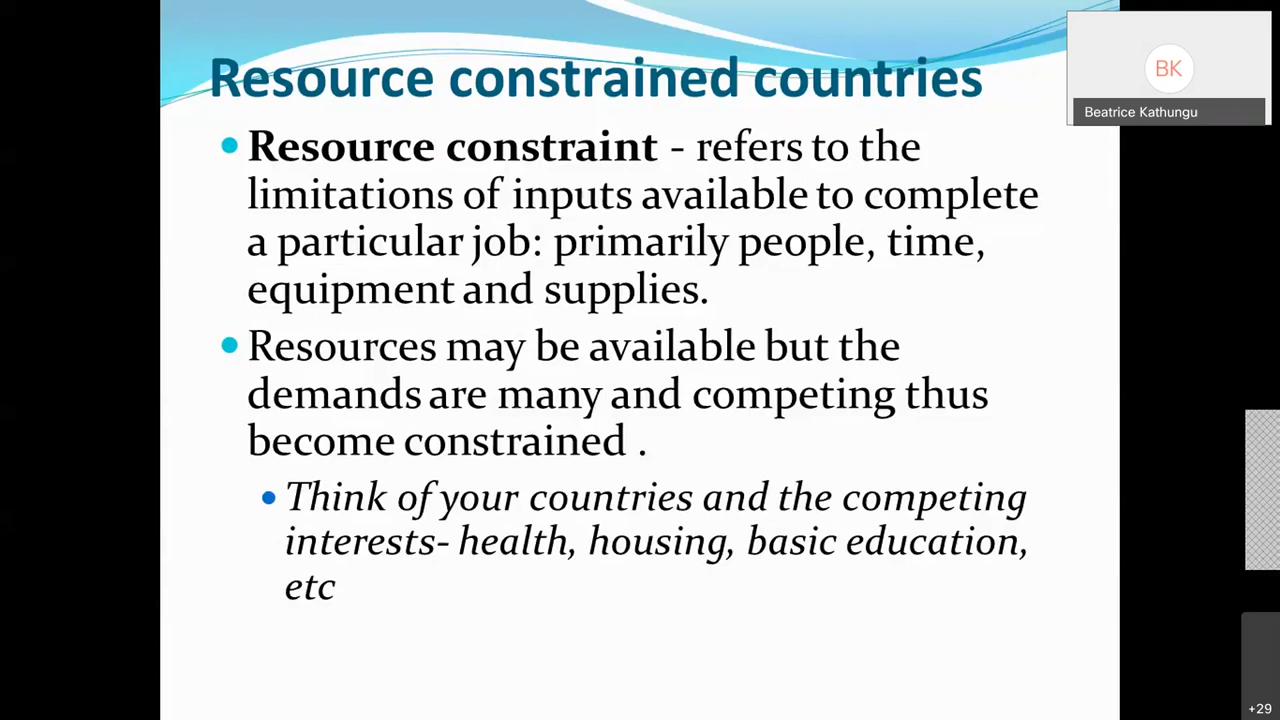 Resource constrained countries
Resource constraint - refers to the
limitations of inputs available to complete
a particular job: primarily people, time,
equipment and supplies.
Resources may be available but the
demands are many and competing thus
become constrained .
Think of your countries and the competing
interests- health, housing, basic education,
etc
BK
Beatrice Kathungu
+29